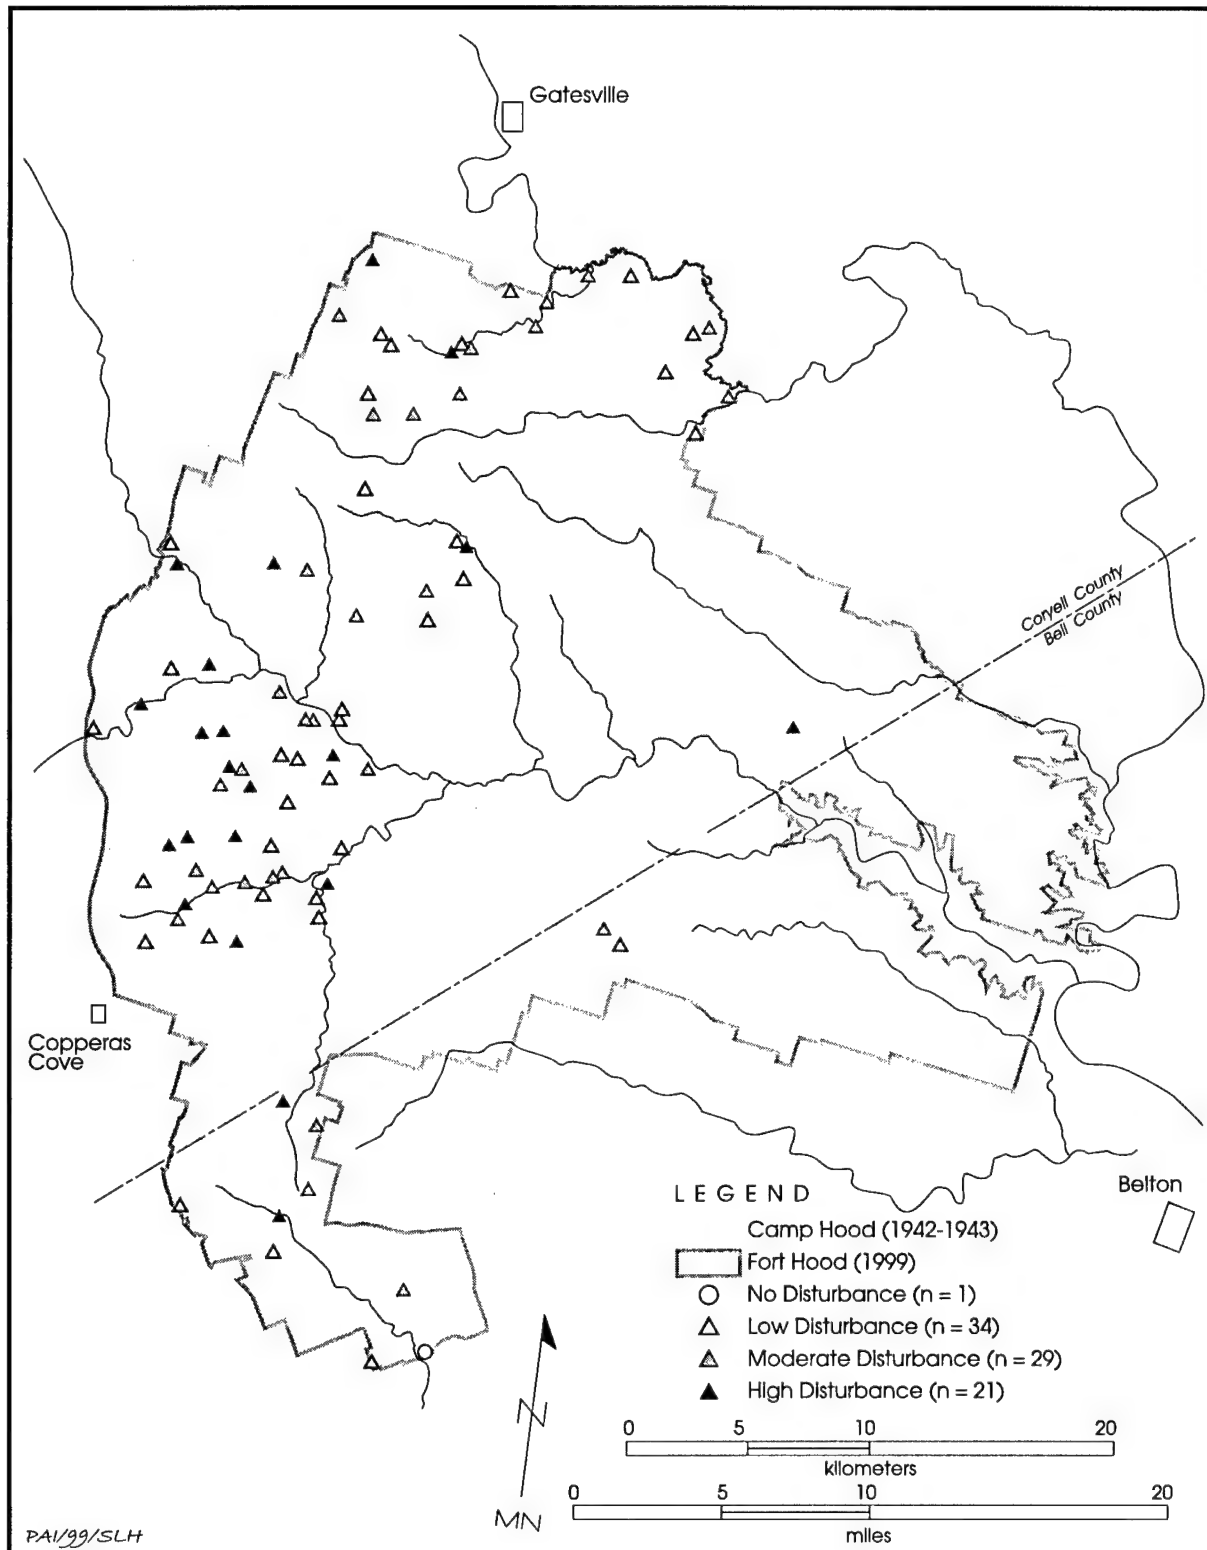 Gatesville
Coryell County
Bell County
Copperas
Cove
Belton
LEGEND
Camp Hood (1942-1943)
Fort Hood (1999)
No Disturbance (n = 1)
Low Disturbance (n = 34)
Moderate Disturbance (n = 29)
High Disturbance (n = 21)
0 5 10 20
kilometers
0 5 10 20
miles
N
MN
PAI/99/SLH